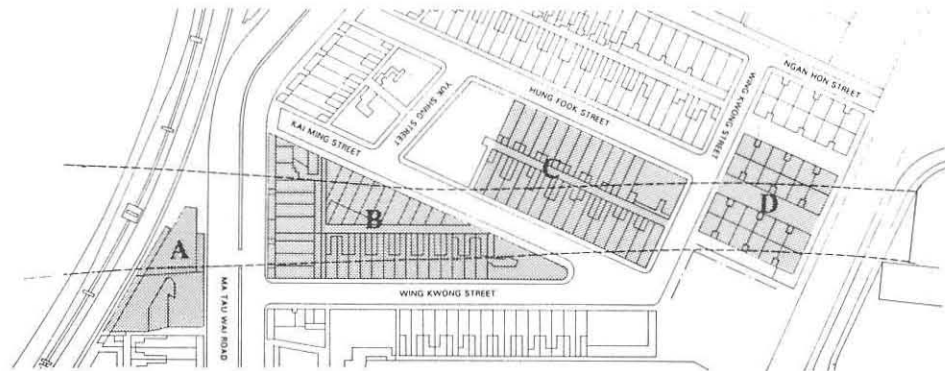 NGAN HON STREET
HUNG FOOK STREET
WING KWONG STREET
YUK SHING STREET
KAI MING STREET
C
D
B
A
WING KWONG STREET
MA TAU WAI ROAD